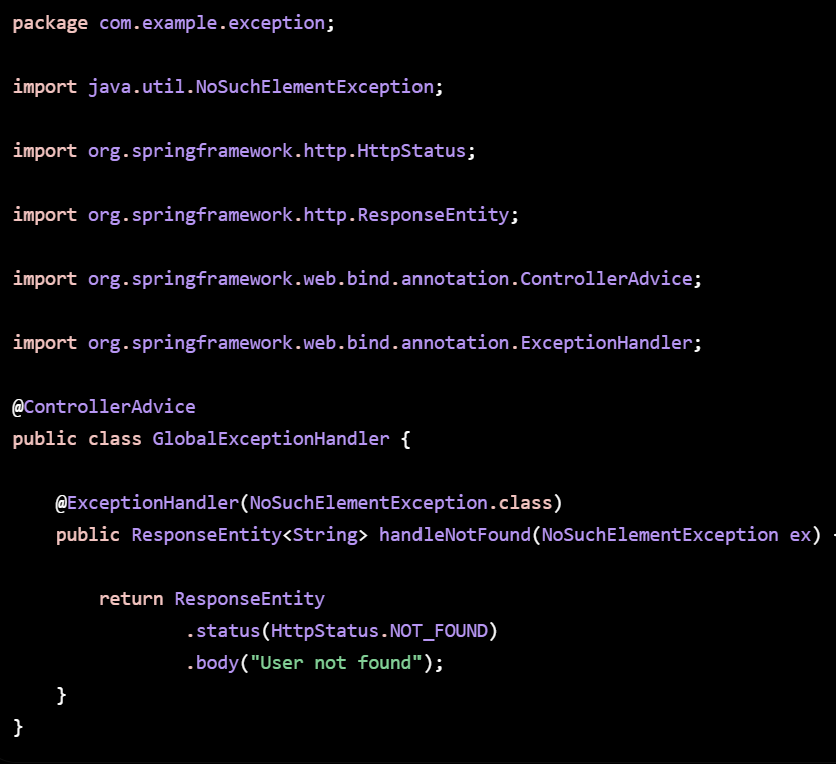 package com.example.exception;
import java.util.NoSuchElementException;
import org.springframework.http.HttpStatus;
import org.springframework.http.ResponseEntity;
import org.springframework.web.bind.annotation.ControllerAdvice;
import org.springframework.web.bind.annotation.ExceptionHandler;
@ControllerAdvice
public class GlobalExceptionHandler {
@ExceptionHandler(NoSuchElementException.class)
public ResponseEntity<String> handleNotFound(NoSuchElementException ex)
return ResponseEntity
.status(HttpStatus.NOT_FOUND)
.body("User not found");
}
}